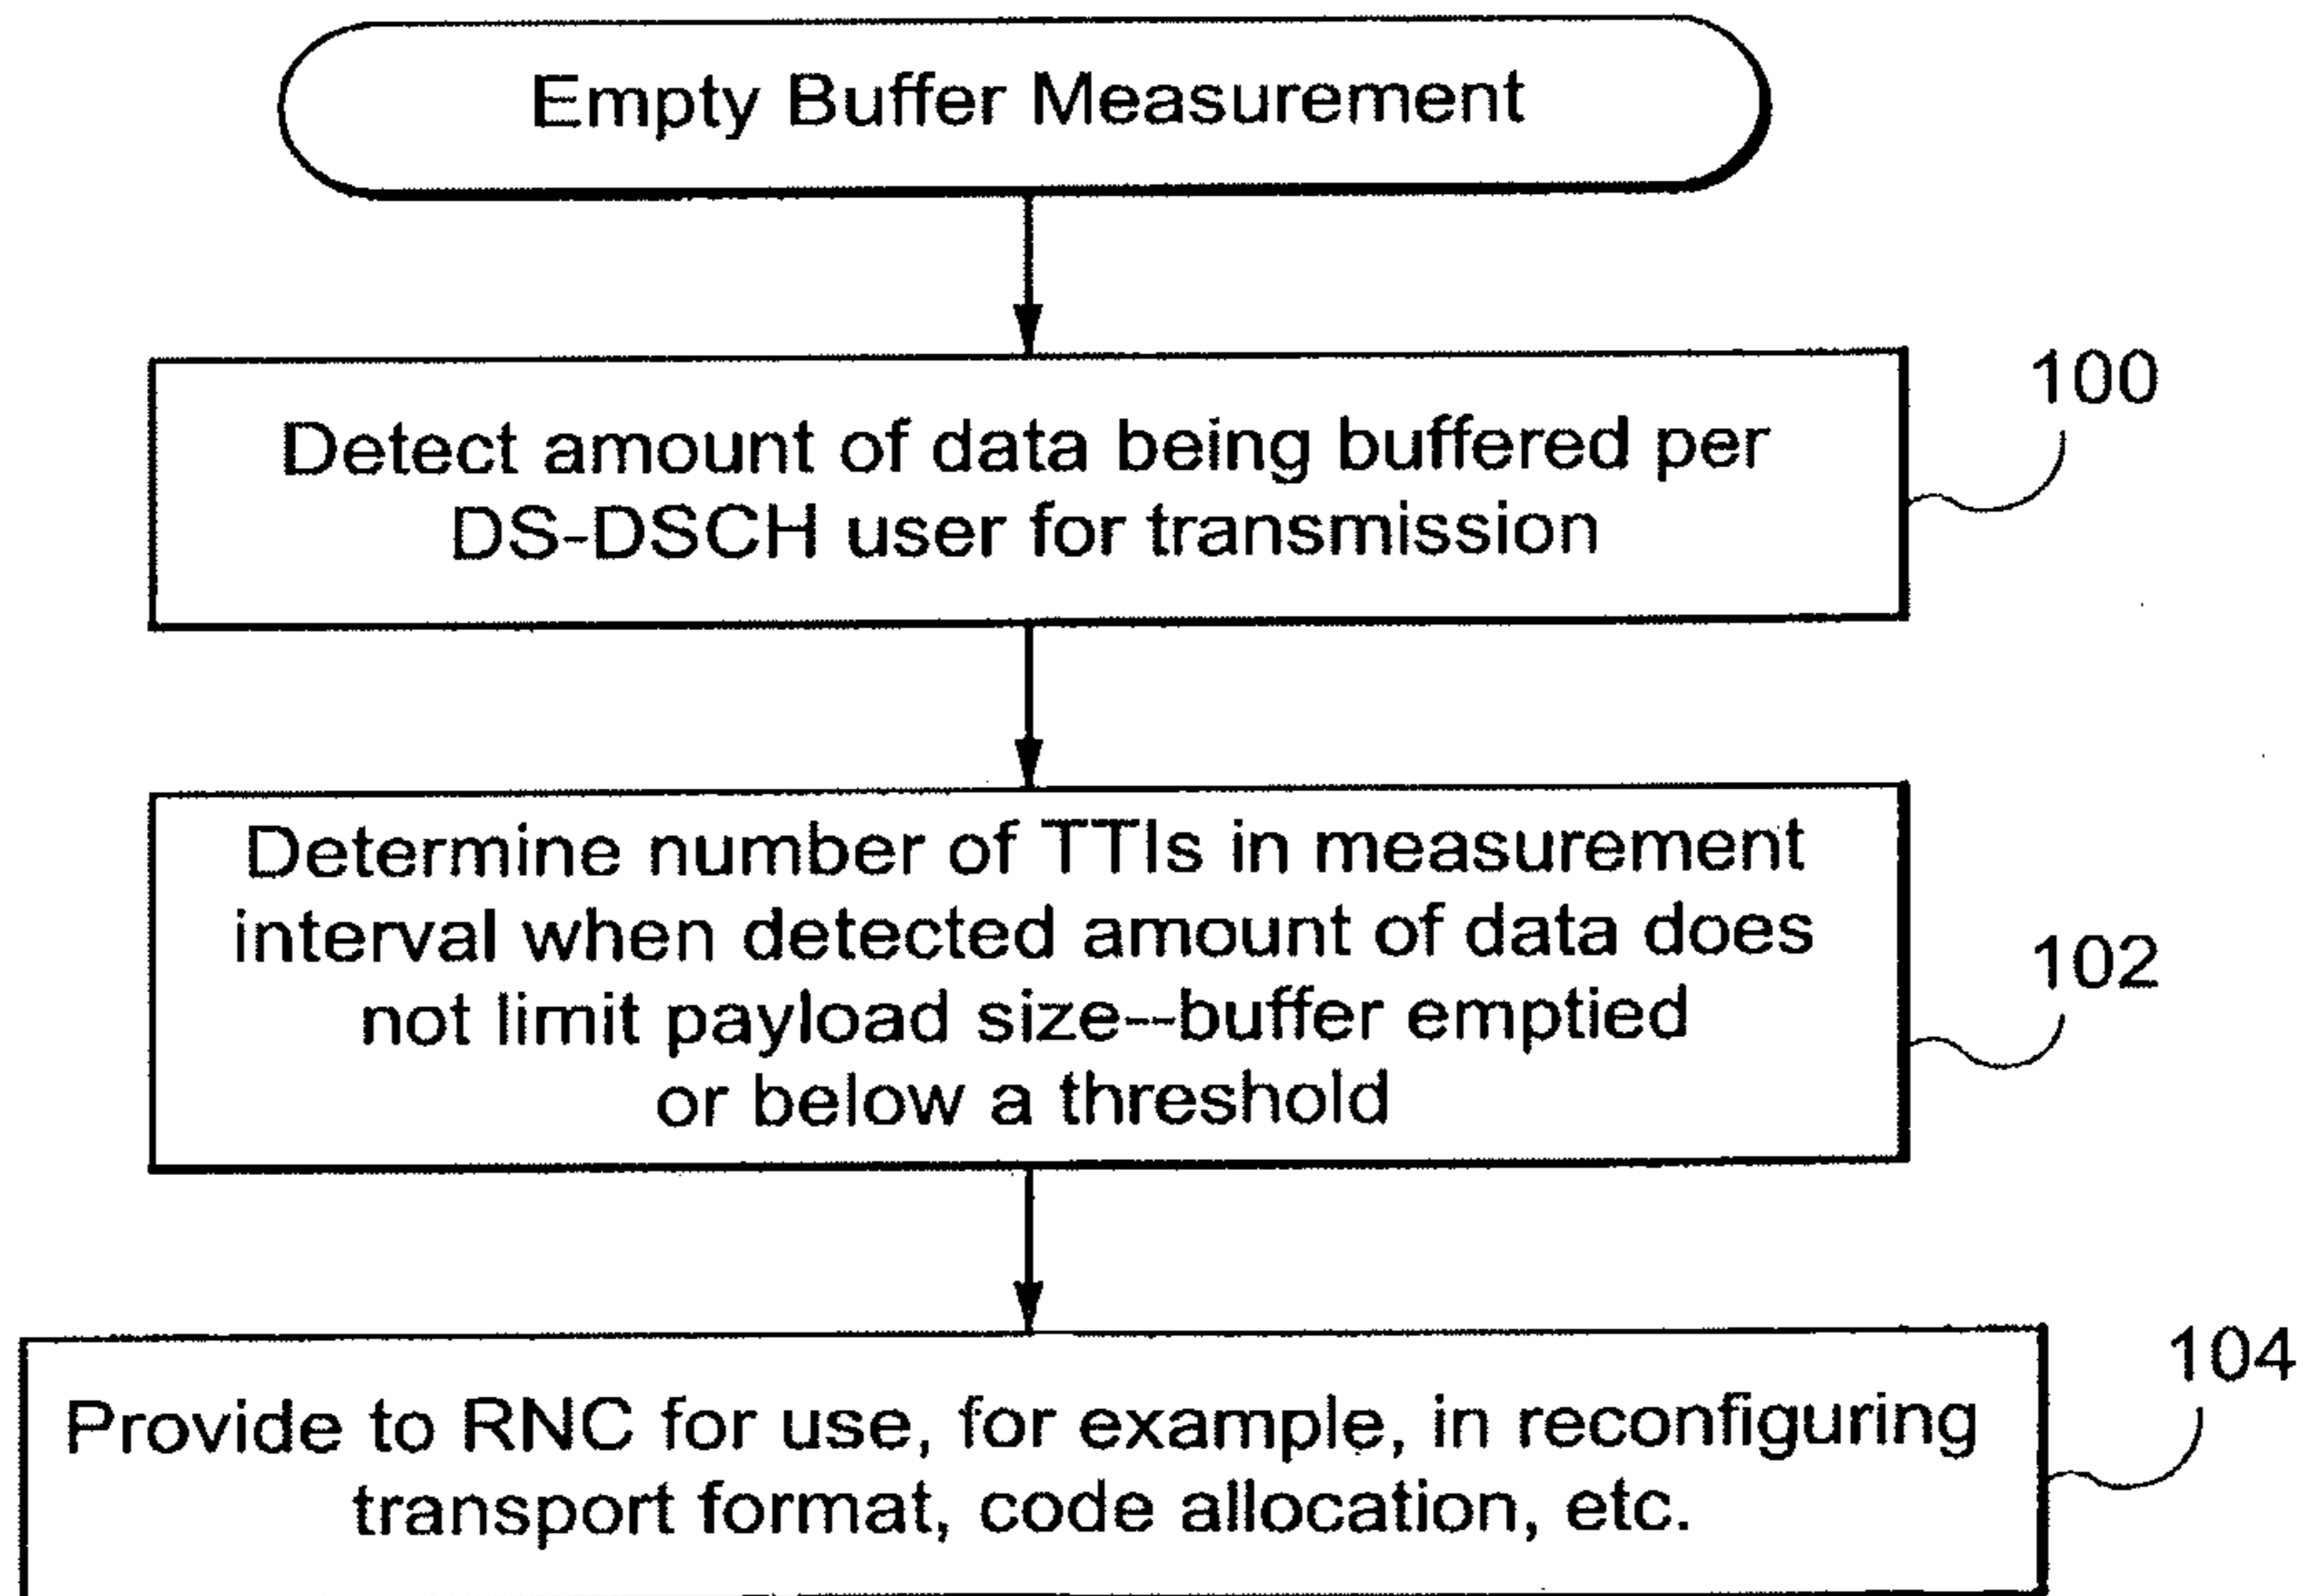 Empty Buffer Measurement
Detect amount of data being buffered per
DS-DSCH user for transmission
100
Determine number of TTIs in measurement
interval when detected amount of data does
not limit payload size--buffer emptied
or below a threshold
102
Provide to RNC for use, for example, in reconfiguring
transport format, code allocation, etc.
104